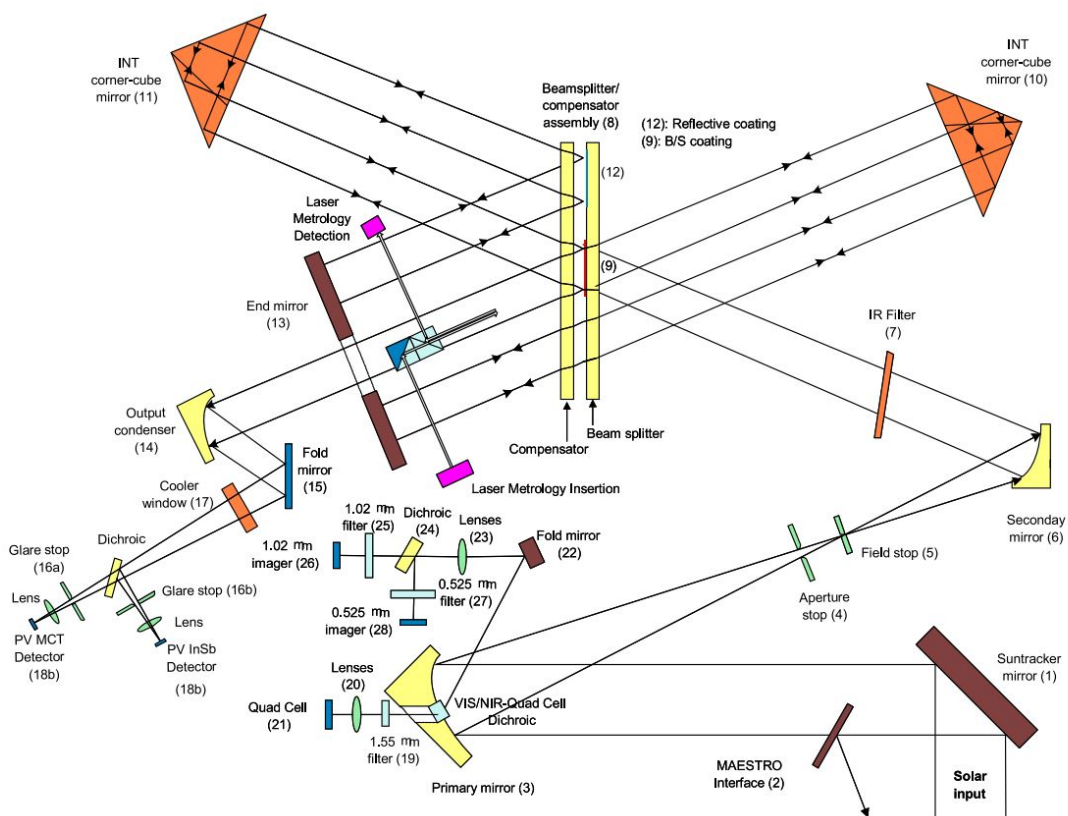 INT
corner-cube
mirror (11)
INT
corner-cube
mirror (10)
Beamsplitter/
compensator
assembly (8)
(12): Reflective coating
(9): B/S coating
(12)
Laser
Metrology
Detection
(9)
End mirror
(13)
IR Filter
(7)
Output
condenser
(14)
Compensator
Beam splitter
Fold
mirror
(15)
Cooler
window (17)
Laser Metrology Insertion
Seconday
mirror (6)
1.02 mm
filter (25)
Dichroic
(24)
Lenses
(23)
Fold mirror
(22)
Glare stop
(16a)
Dichroic
1.02 mm
imager (26)
Field stop (5)
Lens
Glare stop (16b)
0.525 mm
filter (27)
Aperture
stop (4)
Lens
0.525 mm
imager (28)
PV MCT
Detector
(18b)
PV InSb
Detector
(18b)
Suntracker
mirror (1)
Lenses
(20)
Quad Cell
(21)
VIS/NIR-Quad Cell
Dichroic
1.55 mm
filter (19)
MAESTRO
Interface (2)
Solar
input
Primary mirror (3)